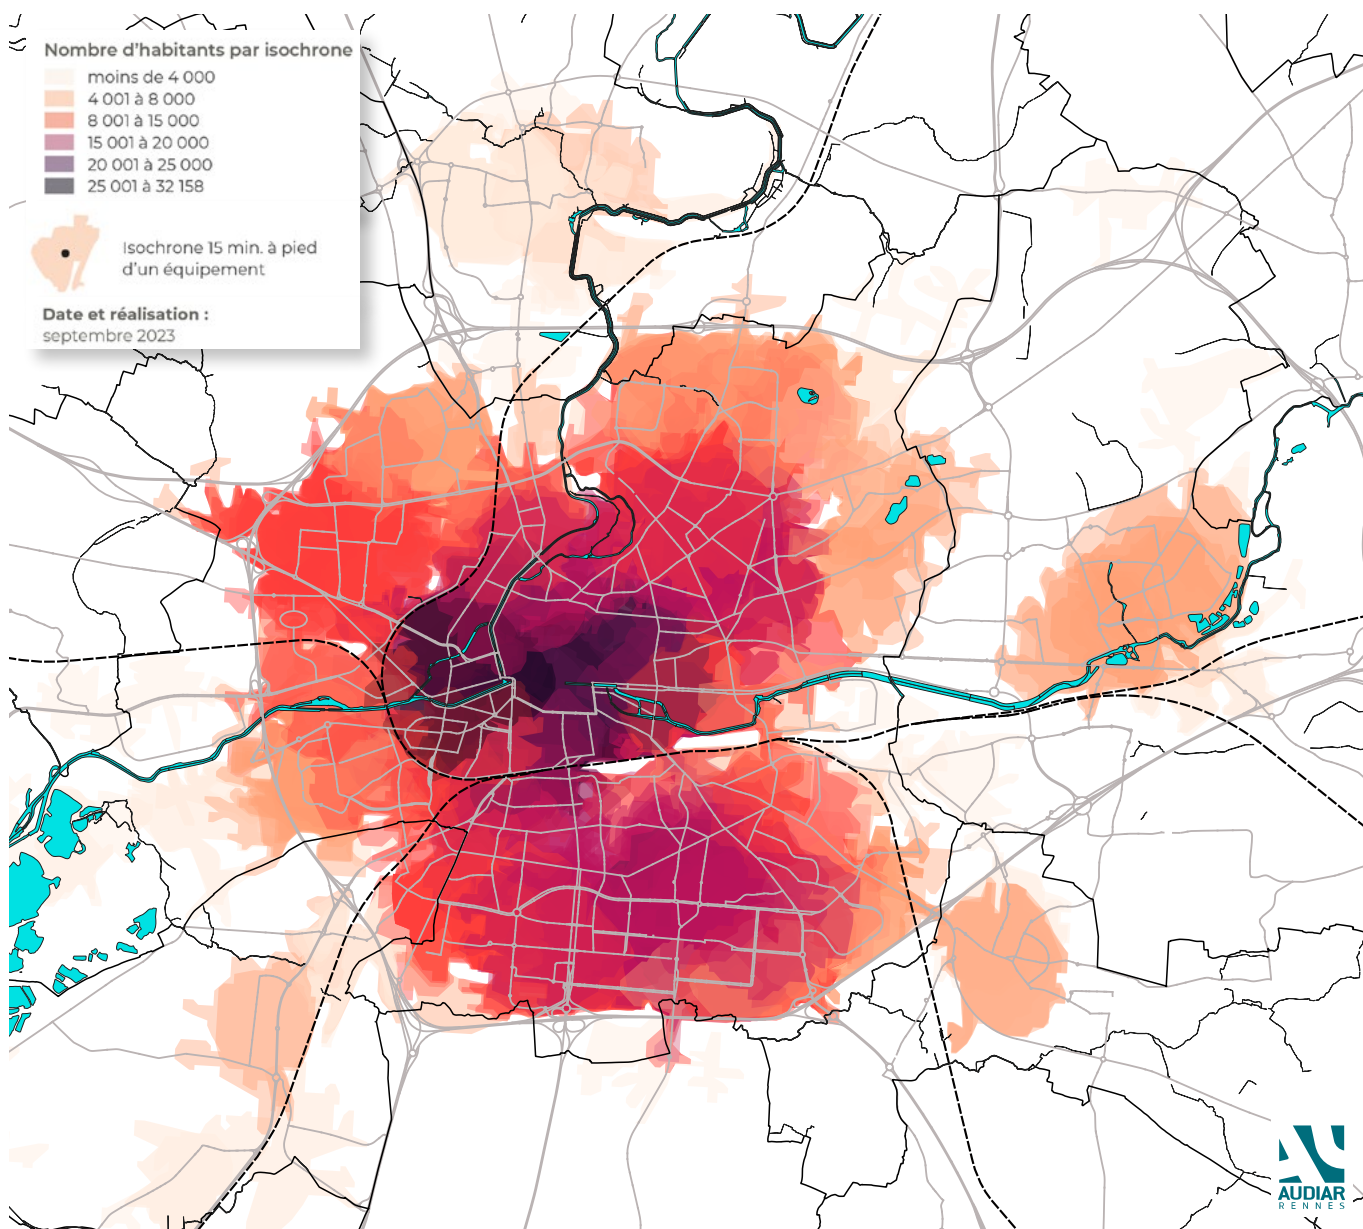 Nombre d'habitants par isochrone
moins de 4 000
4 001 à 8 000
8 001 à 15 000
15 001 à 20 000
20 001 à 25 000
25 001 à 32 158
Isochrone 15 min. à pied
d'un équipement
Date et réalisation :
septembre 2023
AUDIAR
RENNES